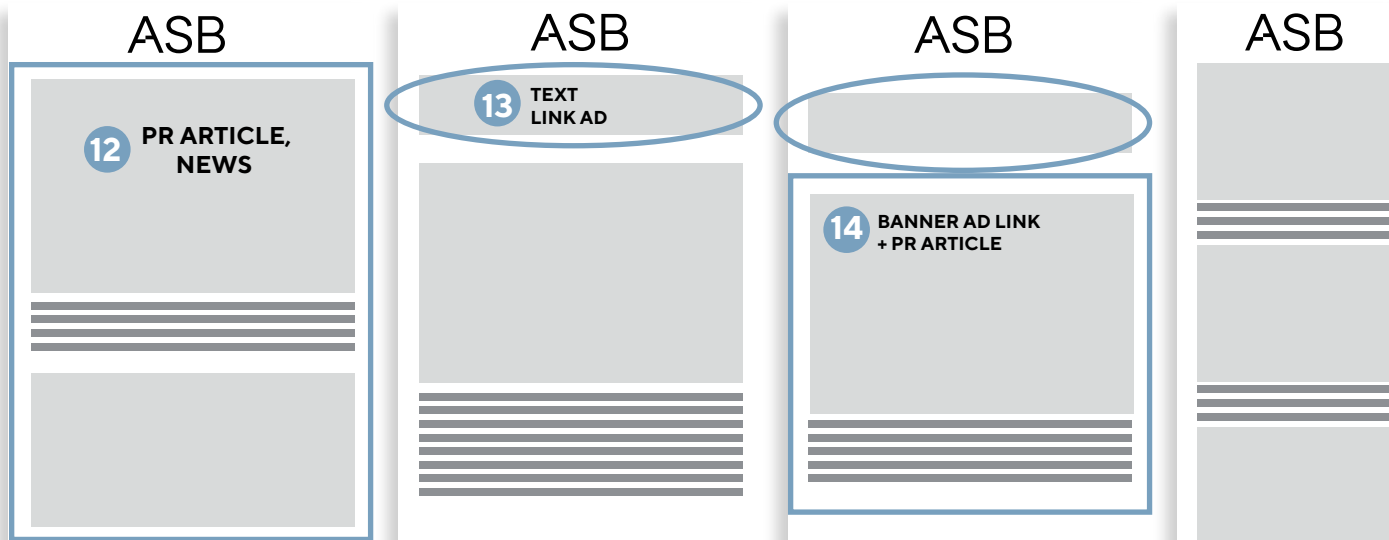 ASB
12
PR ARTICLE,
NEWS
ASB
13
TEXT
LINK AD
ASB
14
BANNER AD LINK
+ PR ARTICLE
ASB